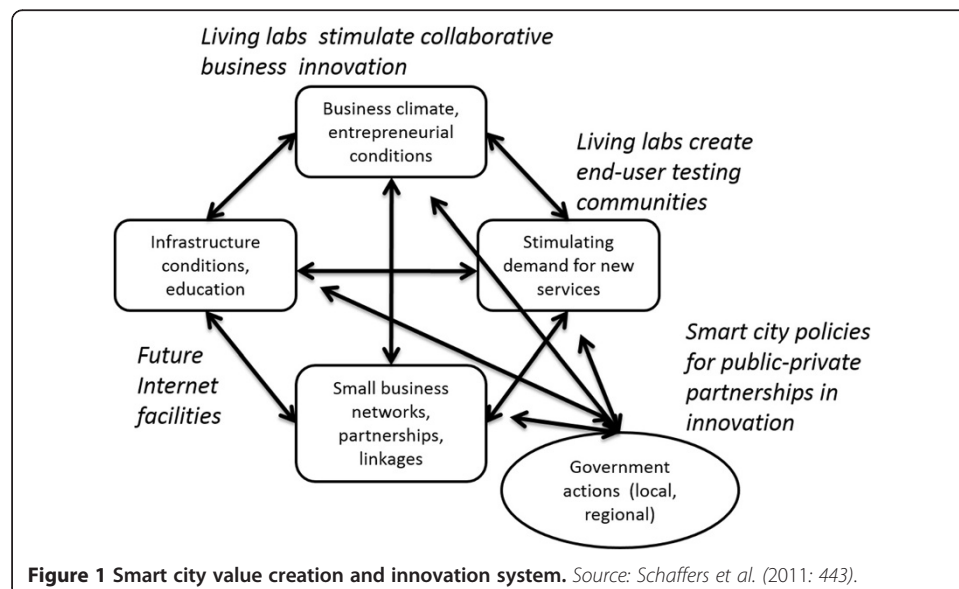 Living labs stimulate collaborative
business innovation
Business climate,
entrepreneurial
conditions
Living labs create
end-user testing
communities
Infrastructure
conditions,
education
Stimulating
demand for new
services
Future
Internet
facilities
Small business
networks,
partnerships,
linkages
Smart city policies
for public-private
partnerships in
innovation
Government
actions (local,
regional)
Figure 1 Smart city value creation and innovation system. Source: Schaffers et al. (2011: 443).